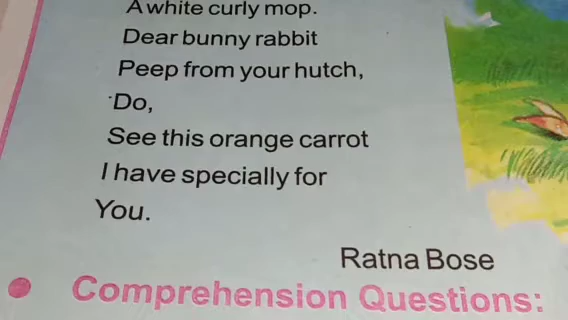 A white curly mop.
Dear bunny rabbit
Peep from your hutch,
Do,
See this orange carrot
I have specially for
You.
Ratna Bose
Comprehension Questions: